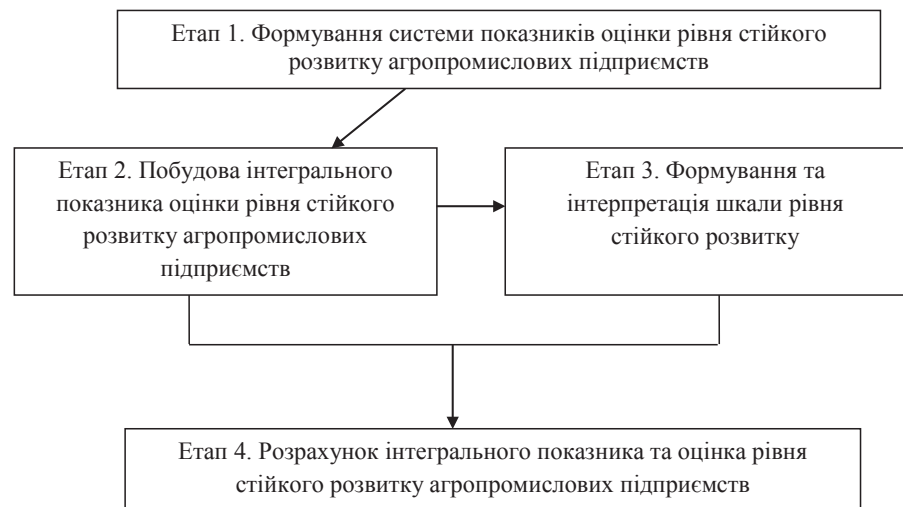 Етап 1. Формування системи показників оцінки рівня стійкого
розвитку агропромислових підприємств
Етап 2. Побудова інтегрального
показника оцінки рівня стійкого
розвитку агропромислових
підприємств
Етап 3. Формування та
інтерпретація шкали рівня
стійкого розвитку
Етап 4. Розрахунок інтегрального показника та оцінка рівня
стійкого розвитку агропромислових підприємств